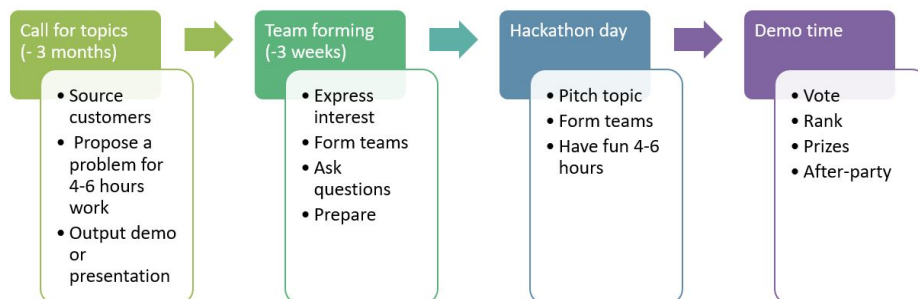 Call for topics
(- 3 months)
• Source
customers
• Propose a
problem for
4-6 hours
work
• Output demo
or
presentation
Team forming
(-3 weeks)
• Express
interest
• Form teams
• Ask
questions
• Prepare
Hackathon day
• Pitch topic
• Form teams
• Have fun 4-6
hours
Demo time
• Vote
• Rank
• Prizes
• After-party